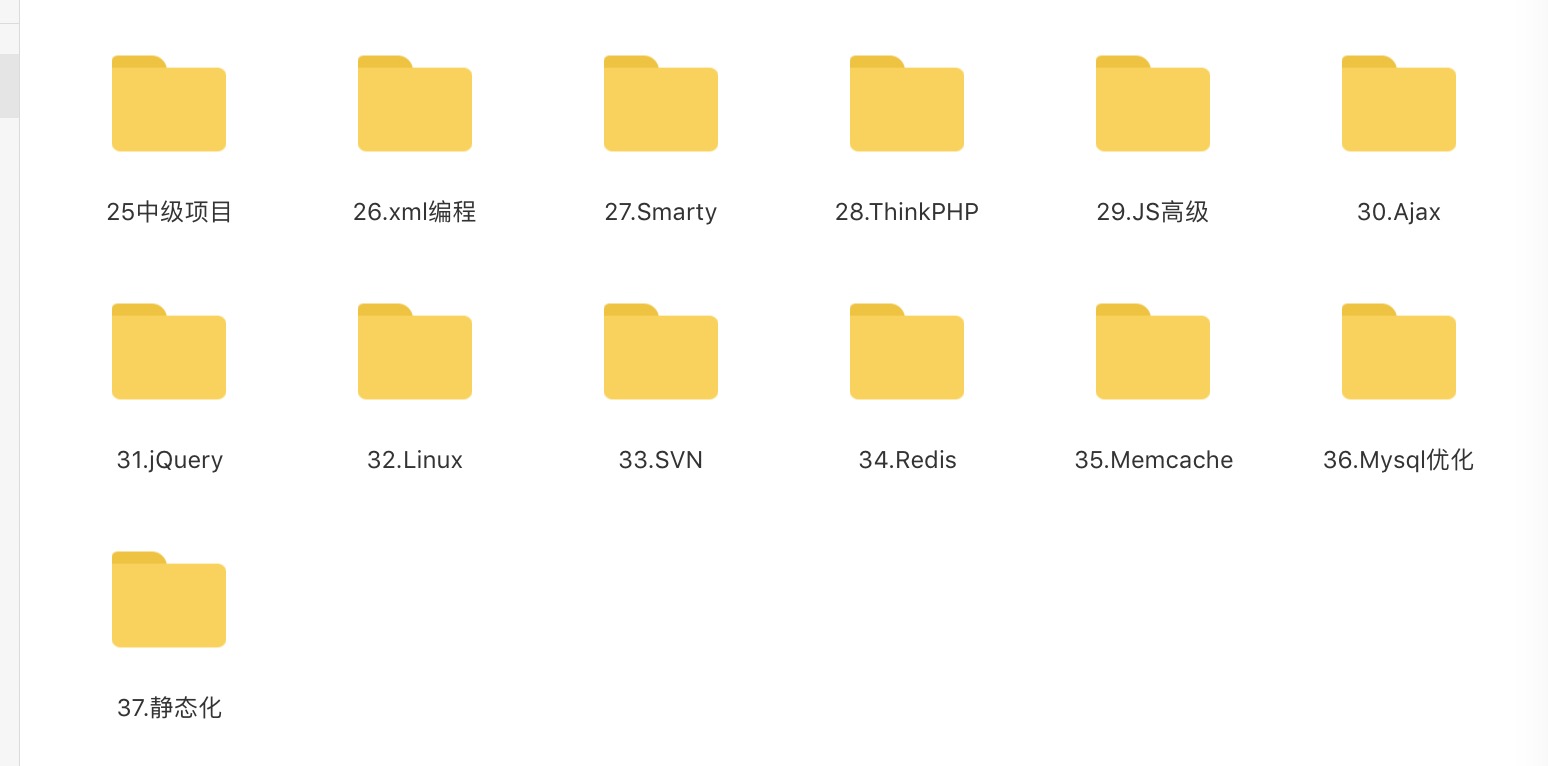 25中级项目
26.xml编程
27.Smarty
28.ThinkPHP
29.JS高级
30.Ajax
31.jQuery
32.Linux
33.SVN
34.Redis
35.Memcache
36.Mysql优化
37.静态化